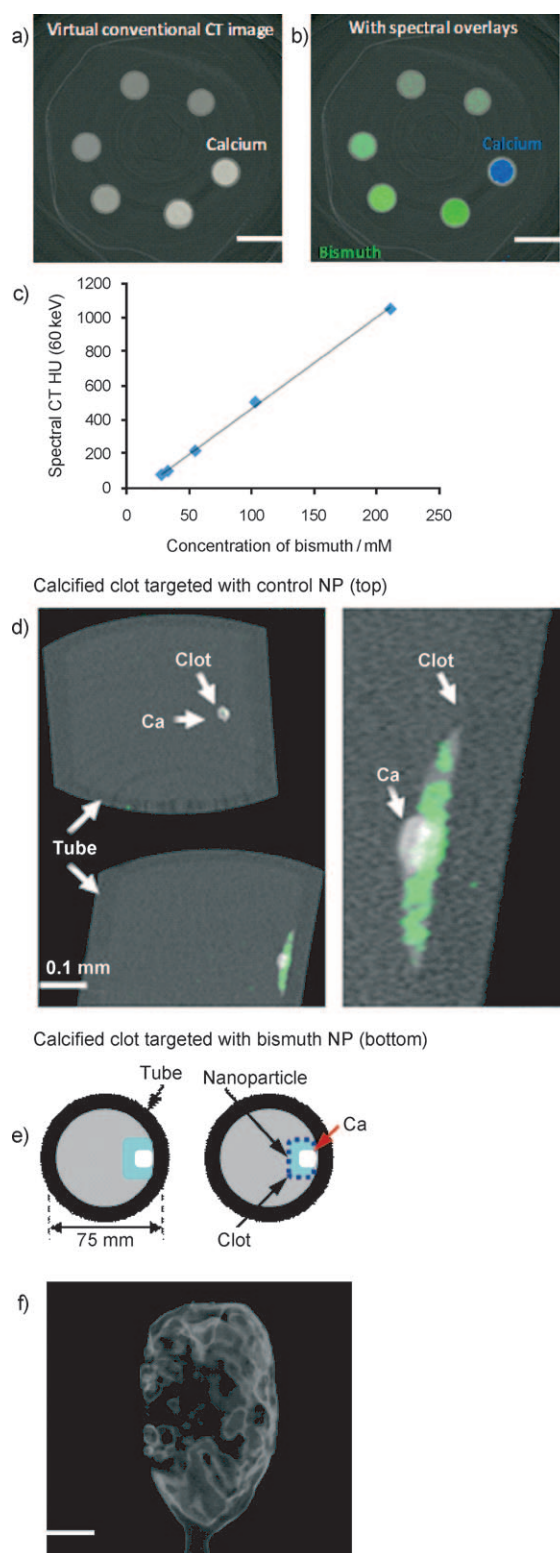 a)
Virtual conventional CT image
Calcium
b)
With spectral overlays
Calcium
Bismuth
c)
Spectral CT HU (60 keV)
1200
1000
800
600
400
200
0
0 50 100 150 200 250
Concentration of bismuth / mM
Calcified clot targeted with control NP (top)
d)
Clot
Ca
Tube
0.1 mm
Clot
Ca
Calcified clot targeted with bismuth NP (bottom)
e)
Tube
Nanoparticle
Ca
75 mm
Clot
f)